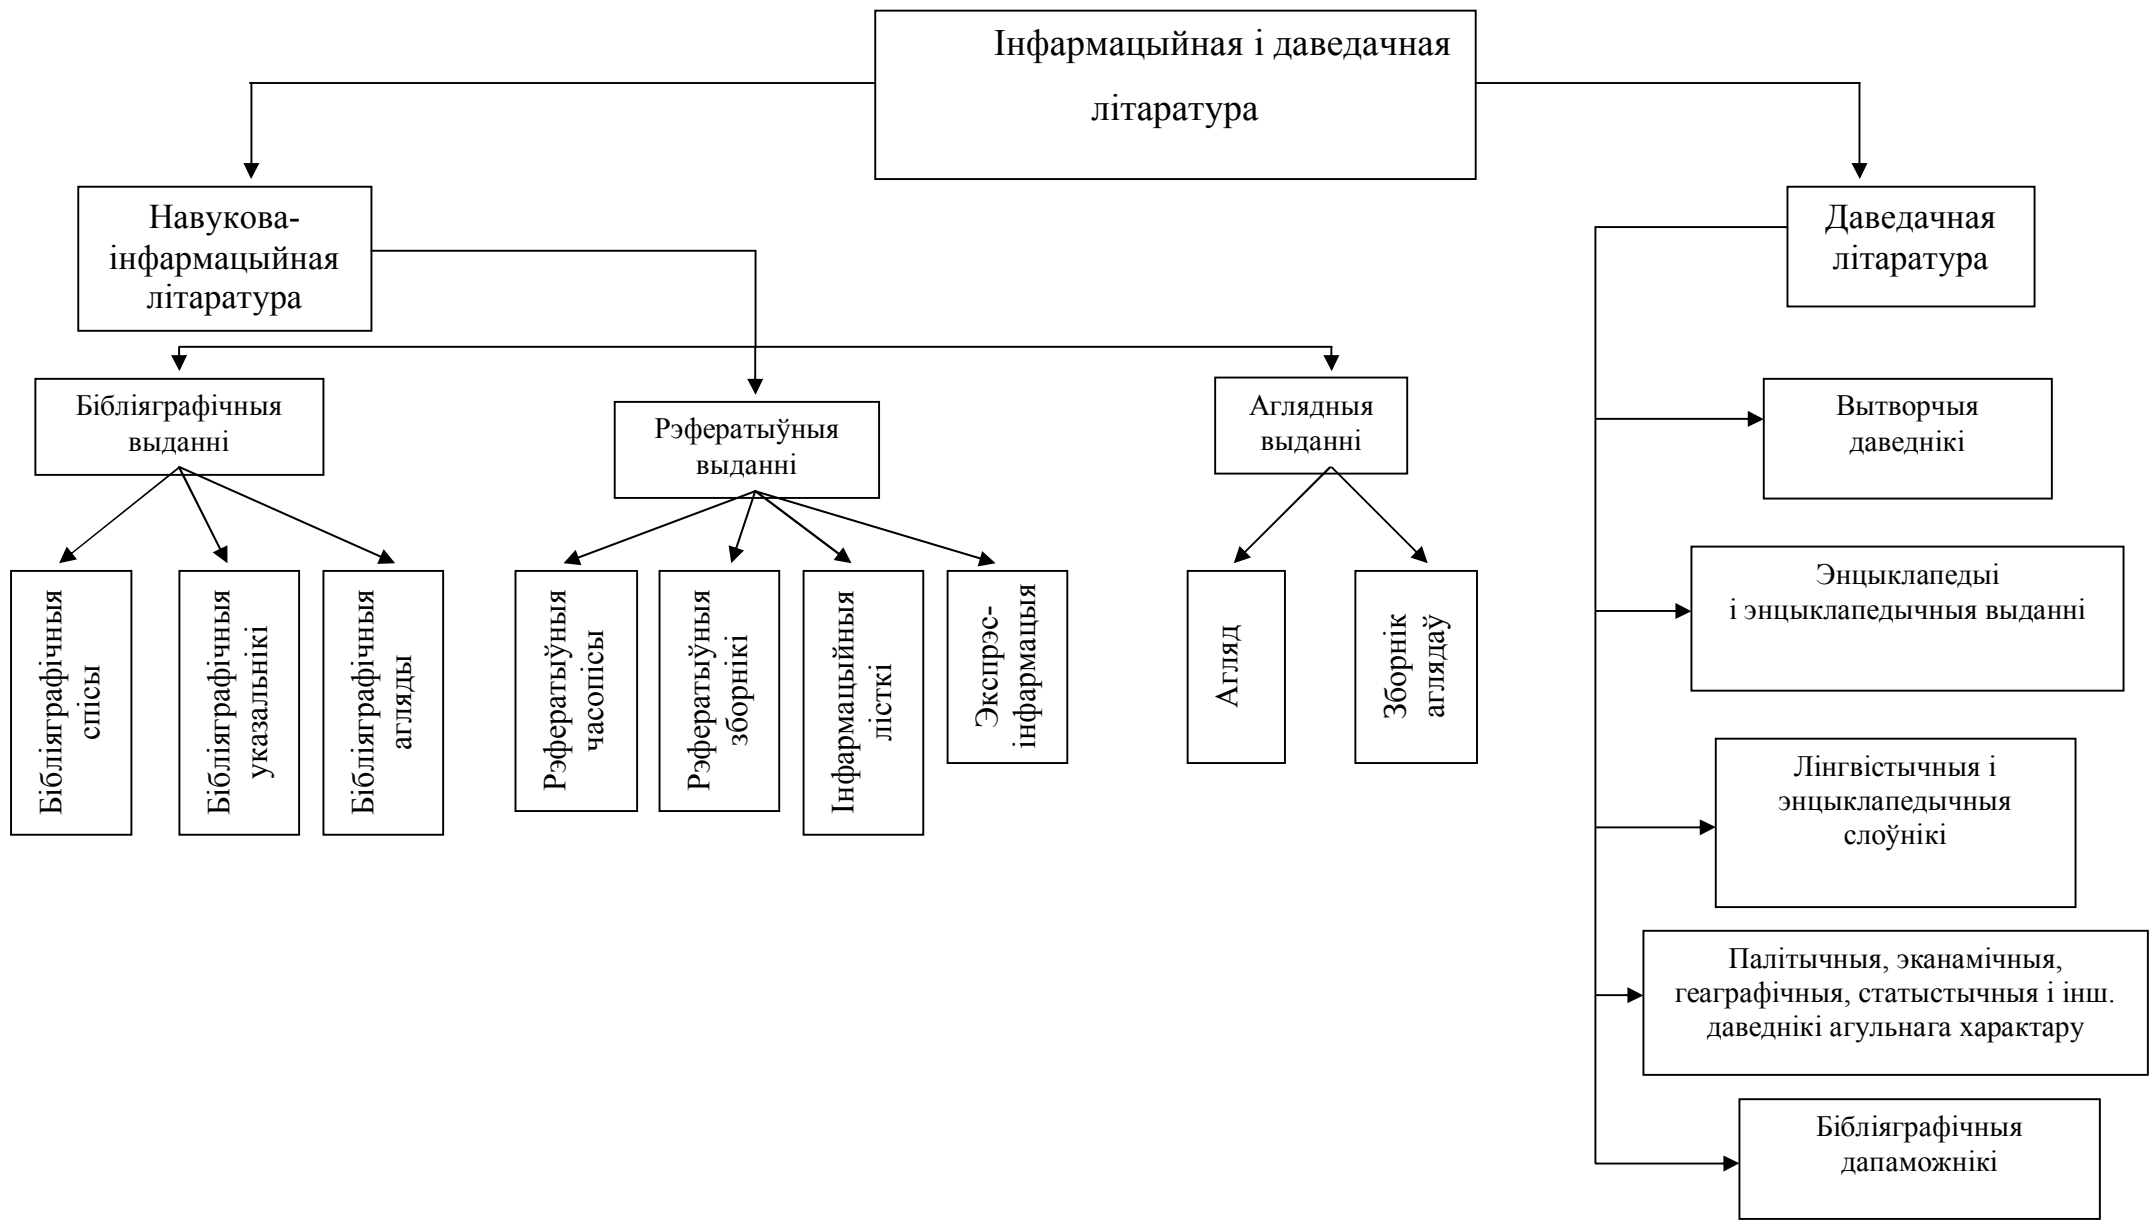 Інфармацыйная і даведачная
літаратура
Навукова-
інфармацыйная
літаратура
Даведачная
літаратура
Бібліяграфічныя
выданні
Рэфератыўныя
выданні
Аглядныя
выданні
Вытворчыя
даведнікі
Бібліяграфічныя
спісы
Бібліяграфічныя
указальнікі
Бібліяграфічныя
агляды
Рэфератыўныя
часопісы
Рэфератыўныя
зборнікі
Інфармацыйныя
лісткі
Экспрэс-
інфармацыя
Агляд
Зборнік
аглядаў
Энцыклапедыі
і энцыклапедычныя выданні
Лінгвістычныя і
энцыклапедычныя
слоўнікі
Палітычныя, эканамічныя,
геаграфічныя, статыстычныя і інш.
даведнікі агульнага характару
Бібліяграфічныя
дапаможнікі